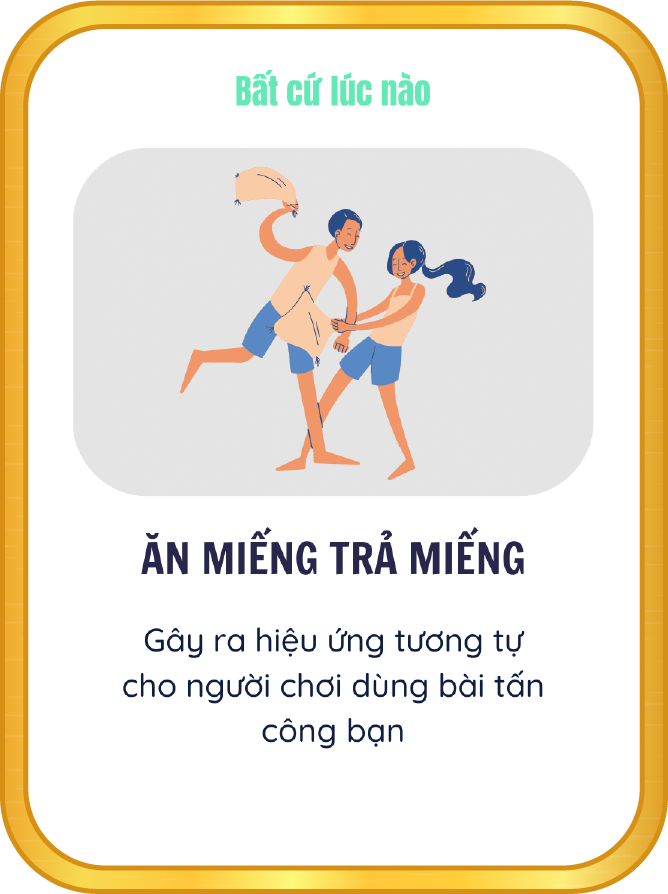 Bất cứ lúc nào
ĂN MIẾNG TRẢ MIẾNG
Gây ra hiệu ứng tương tự
cho người chơi dùng bài tấn
công bạn